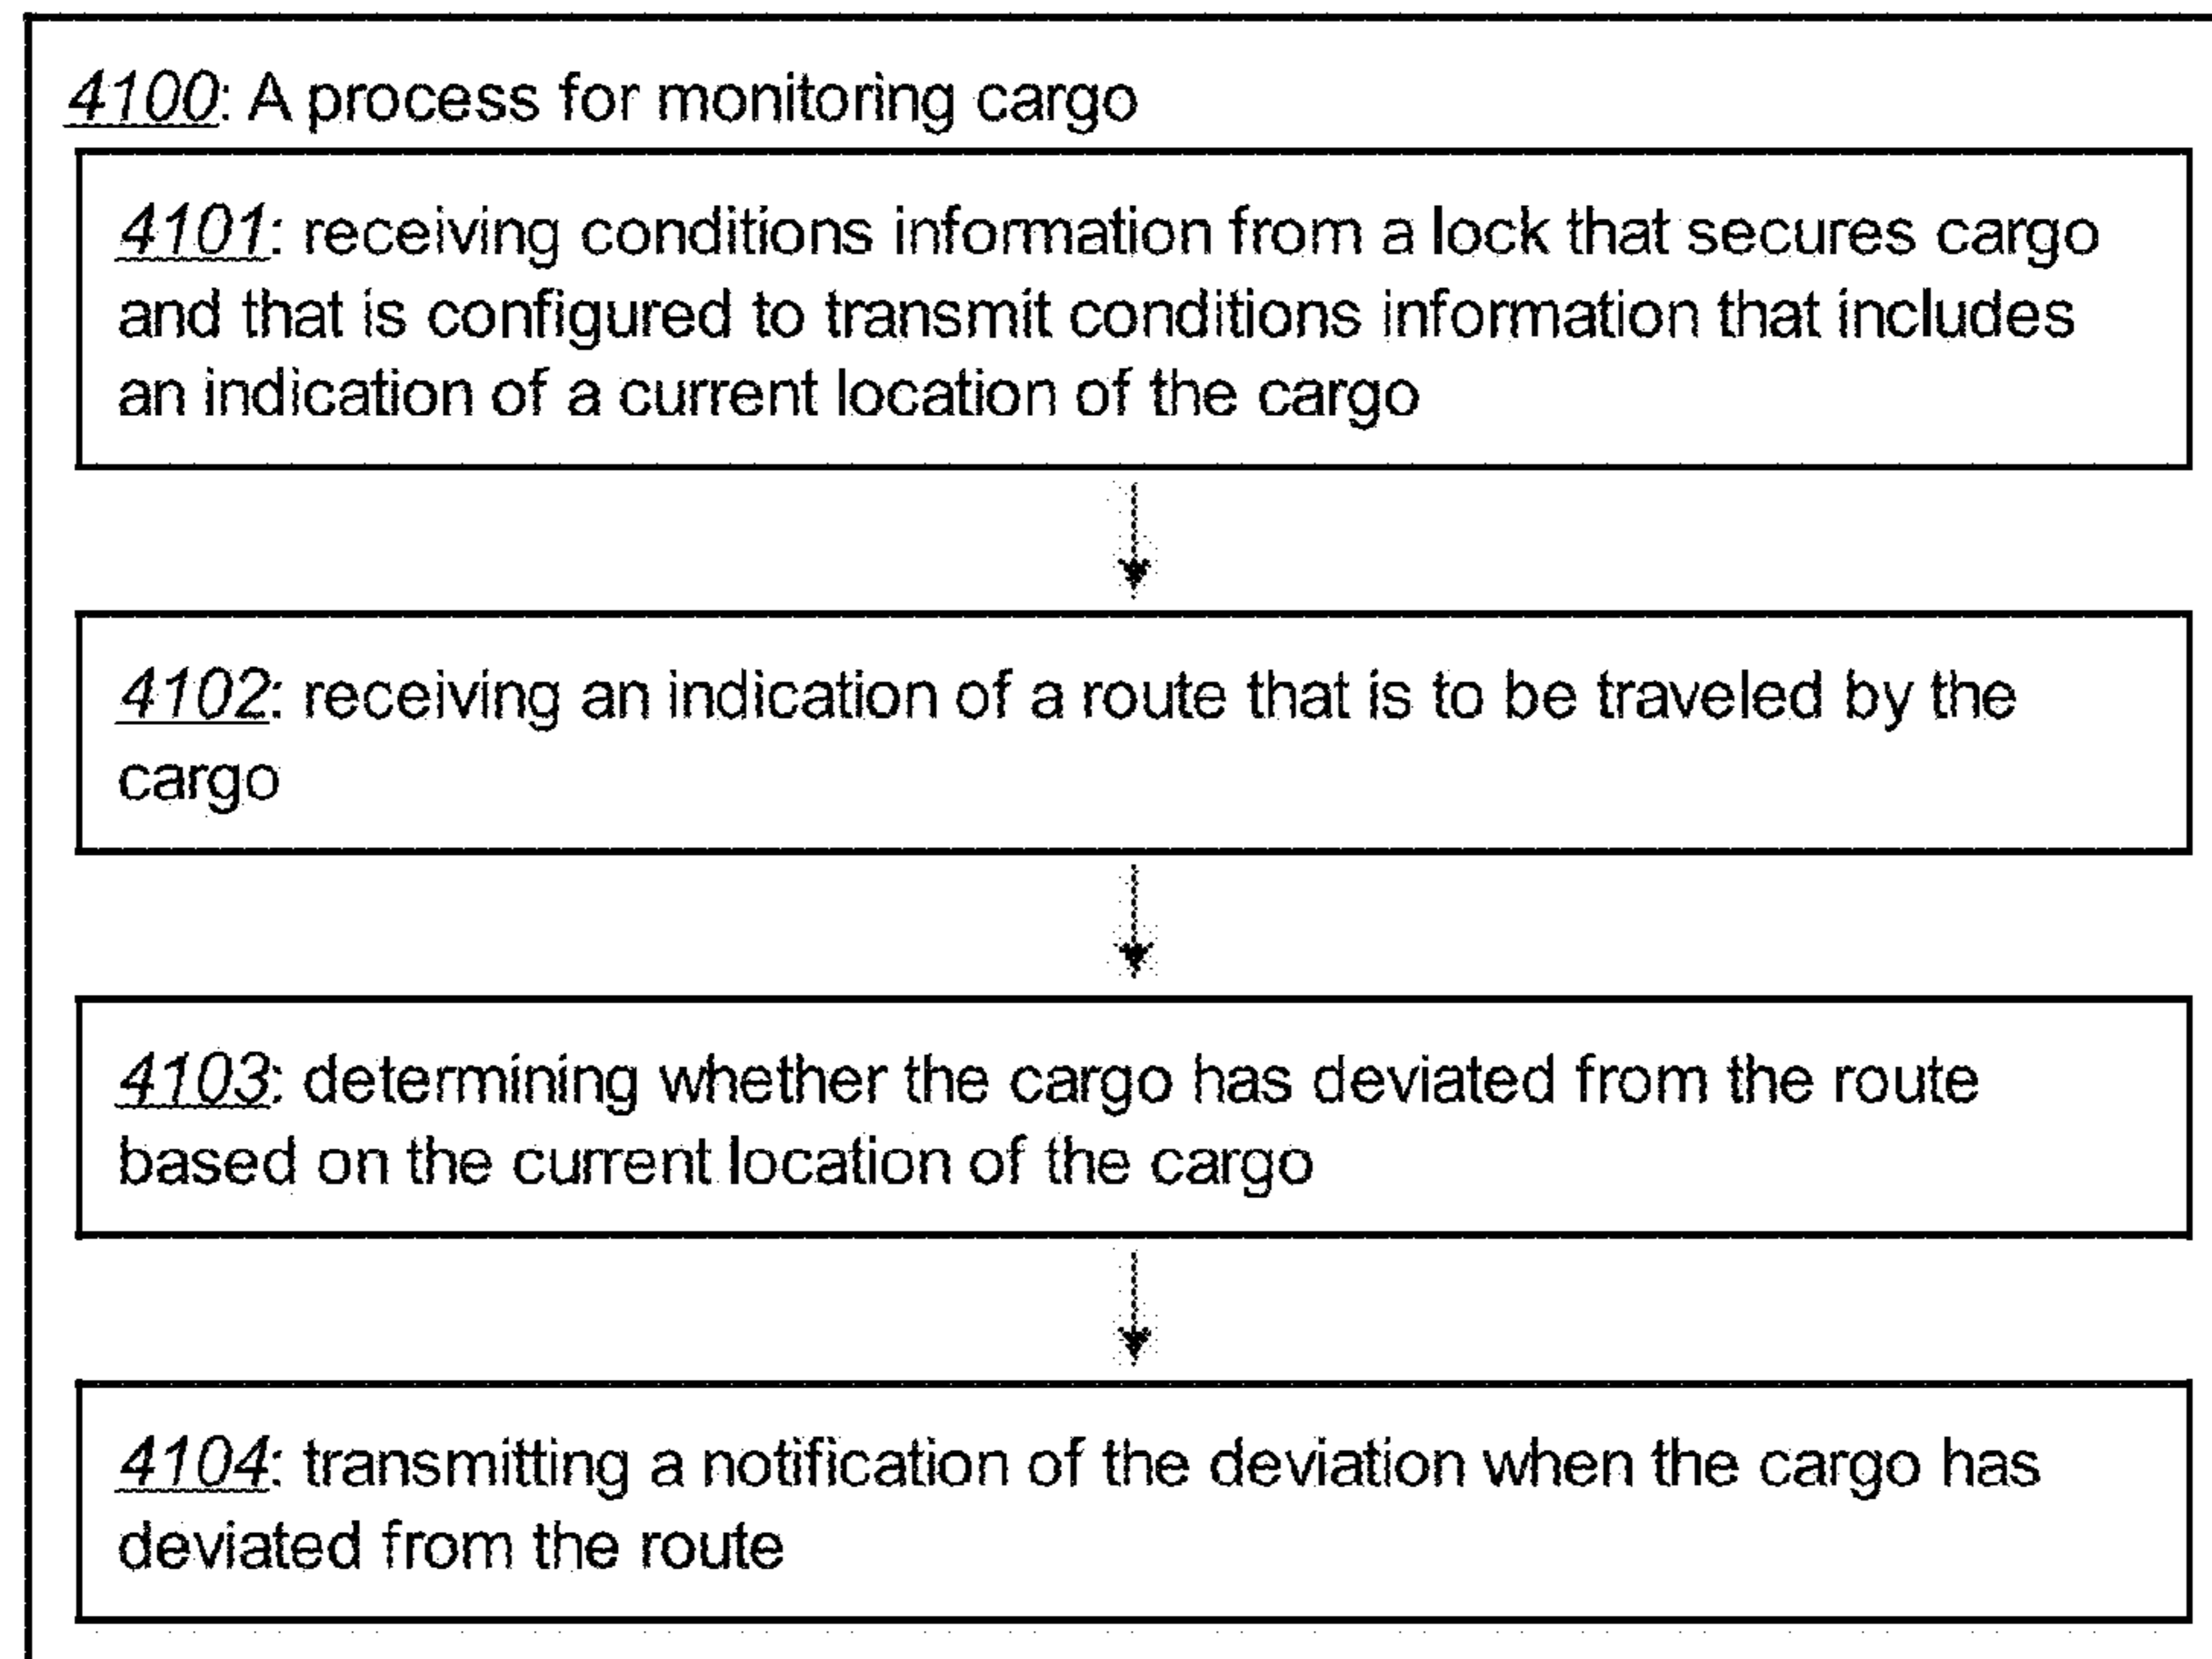 4100: A process for monitoring cargo
4101: receiving conditions information from a lock that secures cargo
and that is configured to transmit conditions information that includes
an indication of a current location of the cargo
4102: receiving an indication of a route that is to be traveled by the
cargo
4103: determining whether the cargo has deviated from the route
based on the current location of the cargo
4104: transmitting a notification of the deviation when the cargo has
deviated from the route